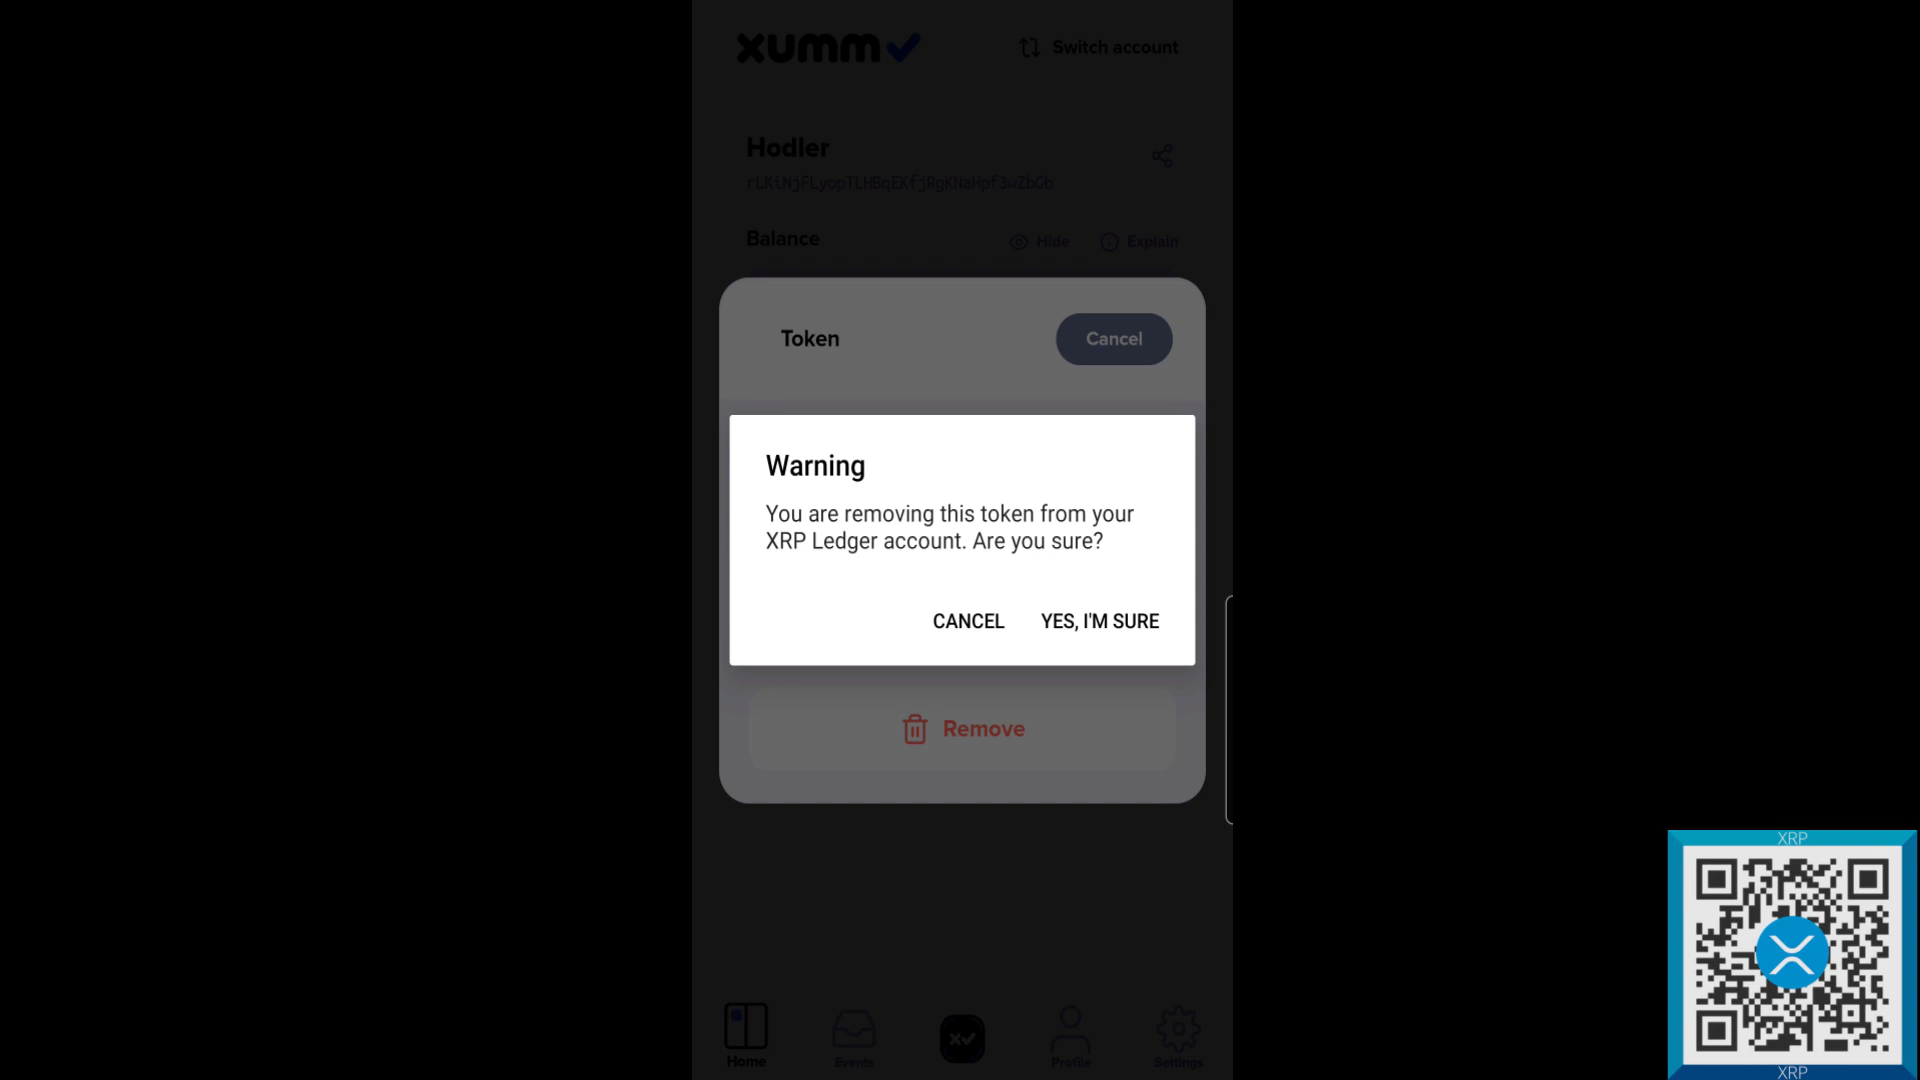 xumm
Switch account
Hodler
Balance
Hide
Explain
Token
Cancel
Warning
You are removing this token from your
XRP Ledger account. Are you sure?
CANCEL
YES, I'M SURE
Remove
Home
Events
Profile
Settings
XRP
XRP